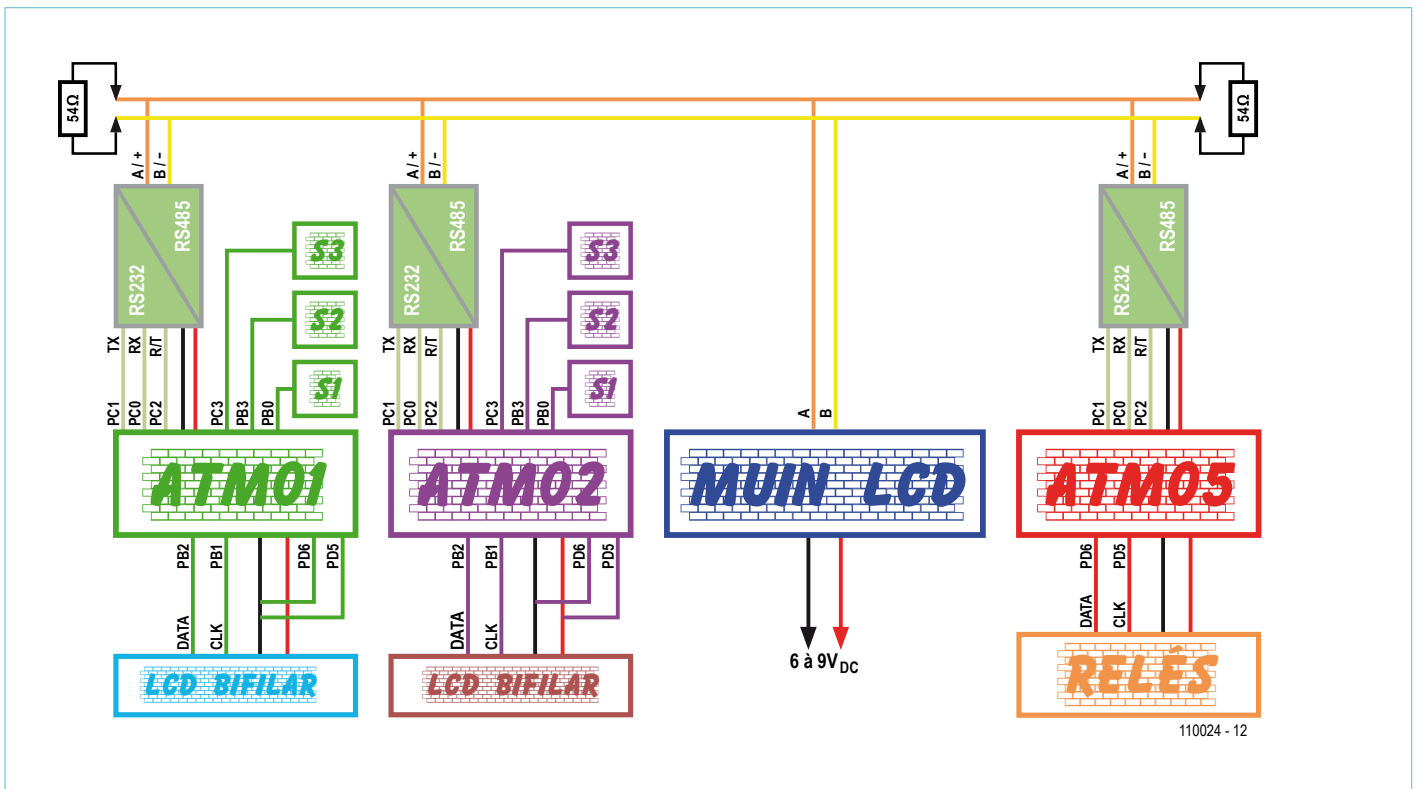 54Ω
54Ω
A / +
B / −
A / +
B / −
A / +
B / −
RS232
RS485
RS232
RS485
RS232
RS485
S3
S2
S1
S3
S2
S1
TX
RX
R/T
TX
RX
R/T
TX
RX
R/T
PC1
PC0
PC2
PC3
PB3
PB0
PC1
PC0
PC2
PC3
PB3
PB0
A
B
PC1
PC0
PC2
ATM01
ATM02
MUIN LCD
ATM05
PB2
PB1
PD6
PD5
PB2
PB1
PD6
PD5
PD6
PD5
DATA
CLK
DATA
CLK
DATA
CLK
6 à 9VDC
LCD BIFILAR
LCD BIFILAR
RELÉS
110024 - 12